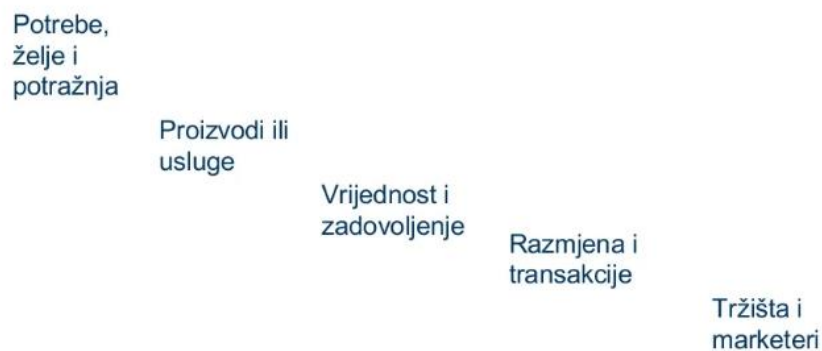 Potrebe,
želje i
potražnja
Proizvodi ili
usluge
Vrijednost i
zadovoljenje
Razmjena i
transakcije
Tržišta i
marketeri